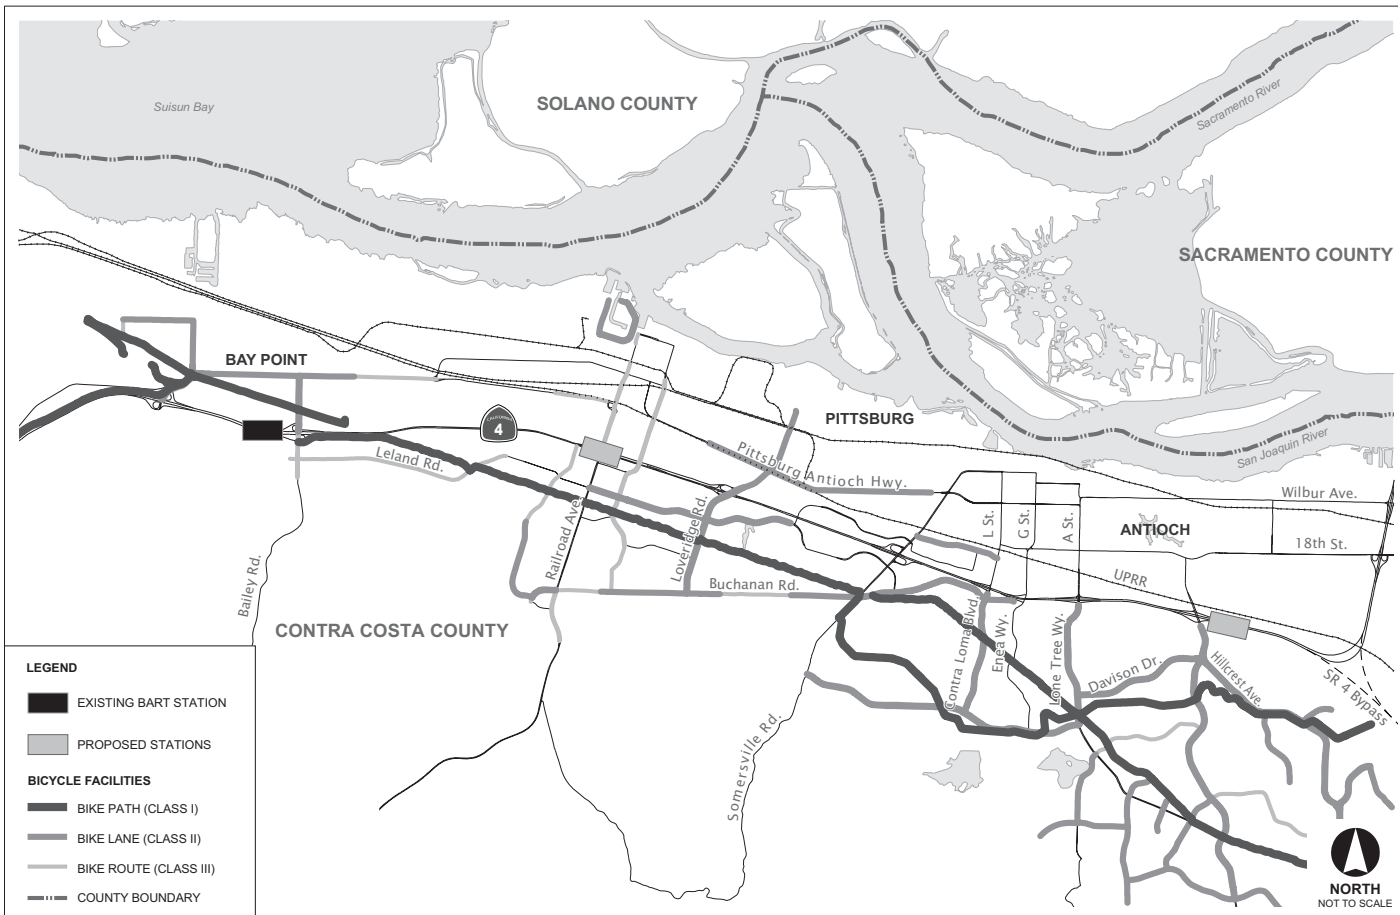 SOLANO COUNTY
Suisun Bay
Sacramento River
SACRAMENTO COUNTY
BAY POINT
PITTSBURG
CALIFORNIA
4
San Joaquin River
Leland Rd.
Pittsburg Antioch Hwy.
Wilbur Ave.
L St.
G St.
A St.
ANTIOCH
18th St.
Railroad Ave.
Loveridge Rd.
Buchanan Rd.
UPRR
Bailey Rd.
CONTRA COSTA COUNTY
Contra Loma Blvd.
Enea Wy.
Lone Tree Wy.
Davison Dr.
Hillcrest Ave.
SR 4 Bypass
Somersville Rd.
LEGEND
EXISTING BART STATION
PROPOSED STATIONS
BICYCLE FACILITIES
BIKE PATH (CLASS I)
BIKE LANE (CLASS II)
BIKE ROUTE (CLASS III)
COUNTY BOUNDARY
NORTH
NOT TO SCALE